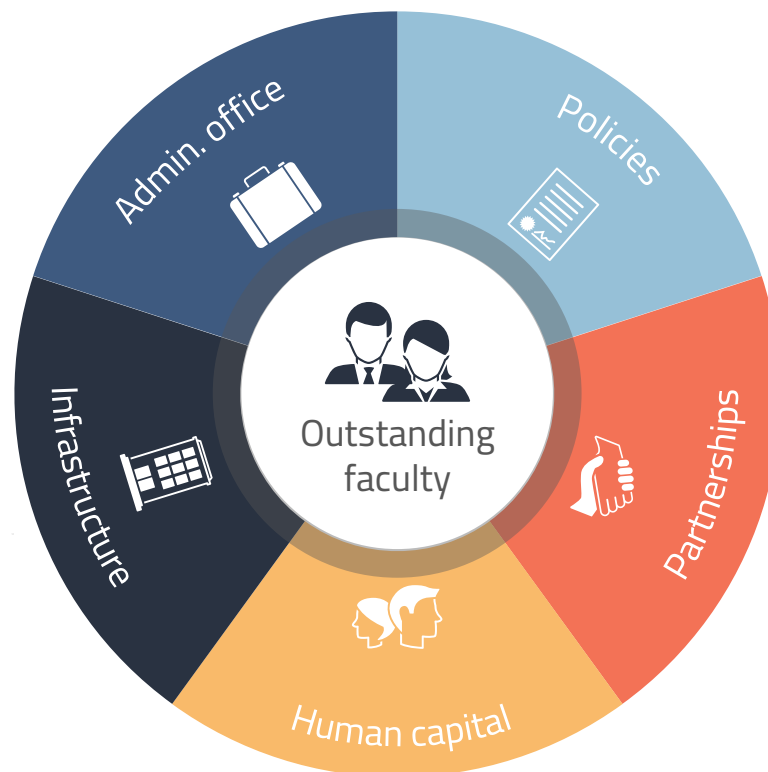 Admin. office
Policies
Infrastructure
Outstanding
faculty
Partnerships
Human capital